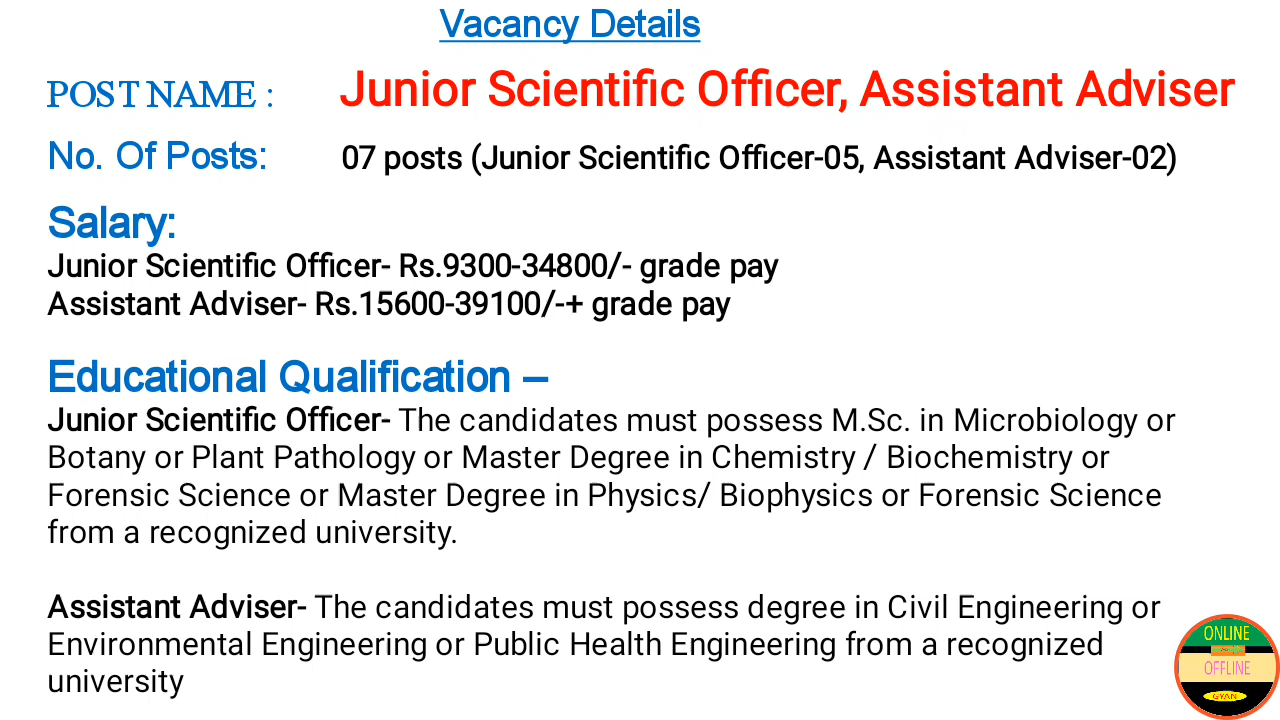 Vacancy Details
POST NAME : Junior Scientific Officer, Assistant Adviser
No. Of Posts: 07 posts (Junior Scientific Officer-05, Assistant Adviser-02)
Salary:
Junior Scientific Officer- Rs.9300-34800/- grade pay
Assistant Adviser- Rs.15600-39100/-+ grade pay
Educational Qualification –
Junior Scientific Officer- The candidates must possess M.Sc. in Microbiology or
Botany or Plant Pathology or Master Degree in Chemistry / Biochemistry or
Forensic Science or Master Degree in Physics/ Biophysics or Forensic Science
from a recognized university.
Assistant Adviser- The candidates must possess degree in Civil Engineering or
Environmental Engineering or Public Health Engineering from a recognized
university
ONLINE
OFFLINE
GYAN